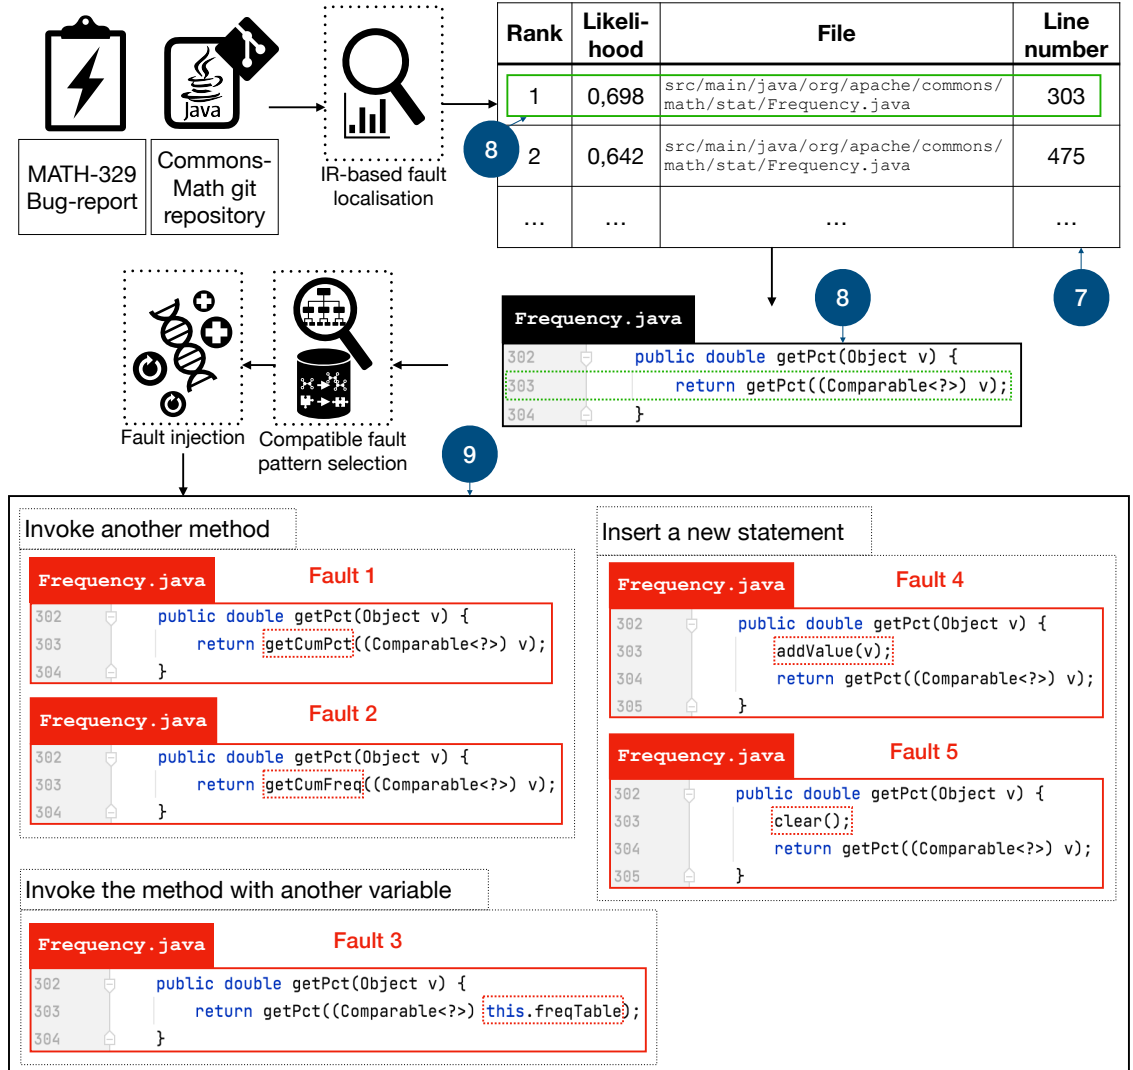 Java
MATH-329
Bug-report
Commons-
Math git
repository
IR-based fault
localisation
Rank
Likeli-
hood
File
Line
number
1
0,698
src/main/java/org/apache/commons/
math/stat/Frequency.java
303
8
2
0,642
src/main/java/org/apache/commons/
math/stat/Frequency.java
475
...
...
...
...
8
7
Frequency.java
302 public double getPct(Object v) {
303 return getPct((Comparable<?>) v);
304 }
Fault injection
Compatible fault
pattern selection
9
Invoke another method
Frequency.java
Fault 1
302 public double getPct(Object v) {
303 return getCumPct((Comparable<?>) v);
304 }
Frequency.java
Fault 2
302 public double getPct(Object v) {
303 return getCumFreq((Comparable<?>) v);
304 }
Insert a new statement
Frequency.java
Fault 4
302 public double getPct(Object v) {
303 addValue(v);
304 return getPct((Comparable<?>) v);
305 }
Frequency.java
Fault 5
302 public double getPct(Object v) {
303 clear();
304 return getPct((Comparable<?>) v);
305 }
Invoke the method with another variable
Frequency.java
Fault 3
302 public double getPct(Object v) {
303 return getPct((Comparable<?>) this.freqTable);
304 }